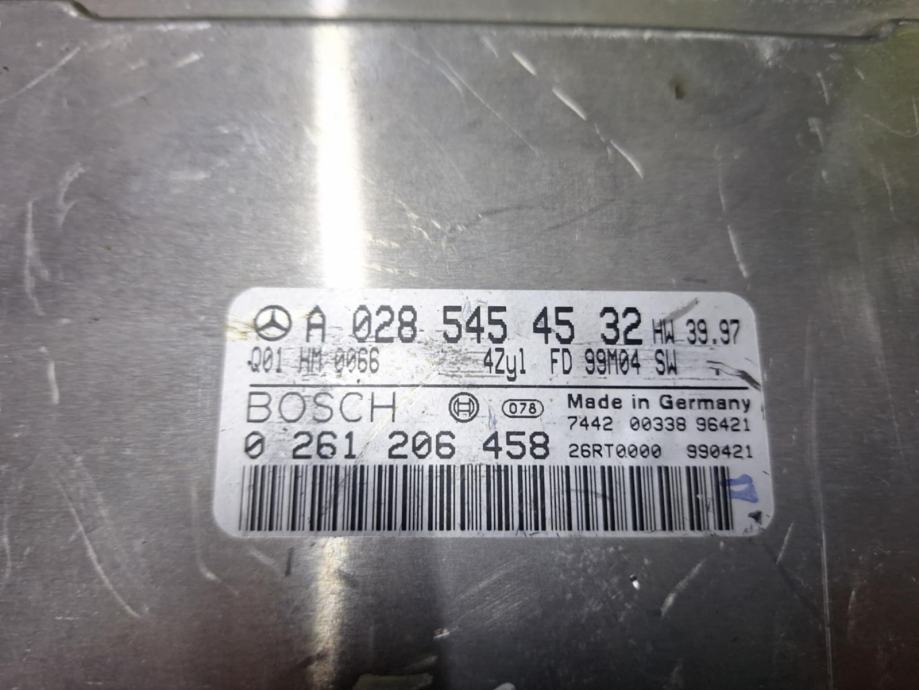 A 028 545 45 32 HW 39.97
Q01 HM 0066 4Zyl FD 99M04 SW
BOSCH 078 Made in Germany
7442 00338 96421
0 261 206 458 26RT0000 990421